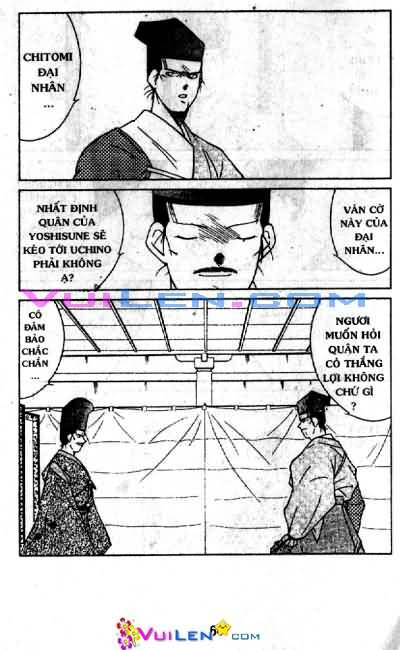 CHITOMI
ĐẠI
NHÂN
...
VÁN CỜ
NÀY CỦA
ĐẠI
NHÂN...
NHẤT ĐỊNH
QUÂN CỦA
YOSHISUNE SẼ
KÉO TỚI UCHINO
PHẢI KHÔNG
Ạ?
VUILEN.COM
NGƯƠI
MUỐN HỎI
QUÂN TA
CÓ THẮNG
LỢI KHÔNG
CHỨ GÌ
?
CÓ
ĐẢM
BẢO
CHẮC
CHẮN
...
6
VUILEN.COM